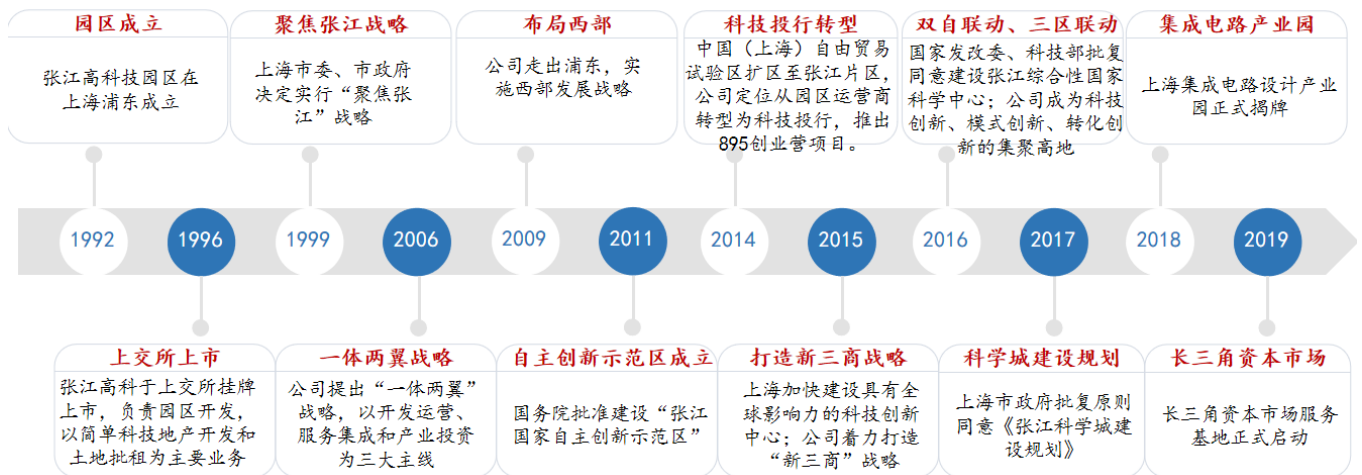 园区成立
张江高科技园区在
上海浦东成立
聚焦张江战略
上海市委、市政府
决定实行“聚焦张
江”战略
布局西部
公司走出浦东，实
施西部发展战略
科技投行转型
中国（上海）自由贸易
试验区扩区至张江片区，
公司定位从园区运营商
转型为科技投行，推出
895创业营项目。
双自联动、三区联动
国家发改委、科技部批复
同意建设张江综合性国家
科学中心；公司成为科技
创新、模式创新、转化创
新的集聚高地
集成电路产业园
上海集成电路设计产业
园正式揭牌
1992
1996
1999
2006
2009
2011
2014
2015
2016
2017
2018
2019
上交所上市
张江高科于上交所挂牌
上市，负责园区开发，
以简单科技地产开发和
土地批租为主要业务
一体两翼战略
公司提出“一体两翼”
战略，以开发运营、
服务集成和产业投资
为三大主线
自主创新示范区成立
国务院批准建设“张江
国家自主创新示范区”
打造新三商战略
上海加快建设具有全
球影响力的科技创新
中心；公司着力打造
“新三商”战略
科学城建设规划
上海市政府批复原则
同意《张江科学城建
设规划》
长三角资本市场
长三角资本市场服务
基地正式启动